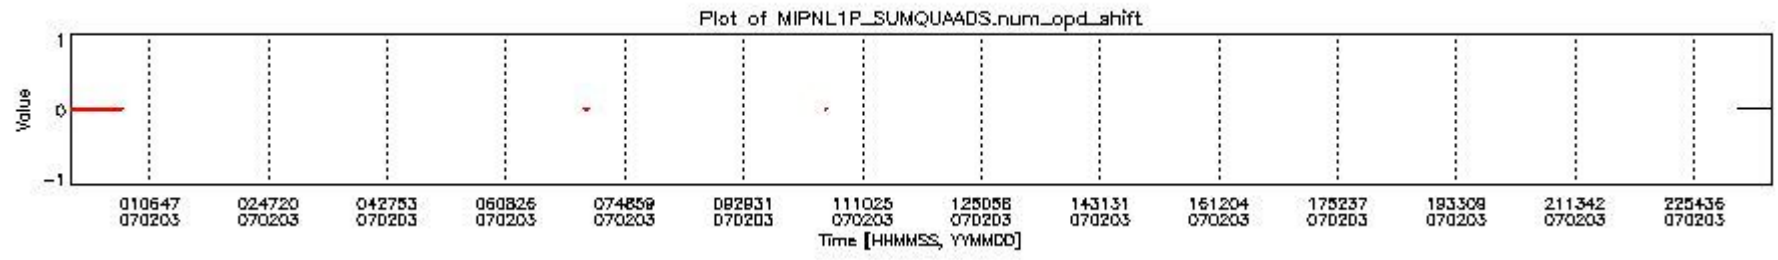 Plot of MIPNL1P_SUMQUAADS.num_opd_shift
1
Value
0
-1
010647 024720 042753 060826 074859 092931 111025 125058 143131 161204 175237 193309 211342 225436
070203 070203 070203 070203 070203 070203 070203 070203 070203 070203 070203 070203 070203 070203
Time [HHMMSS, YYMMDD]